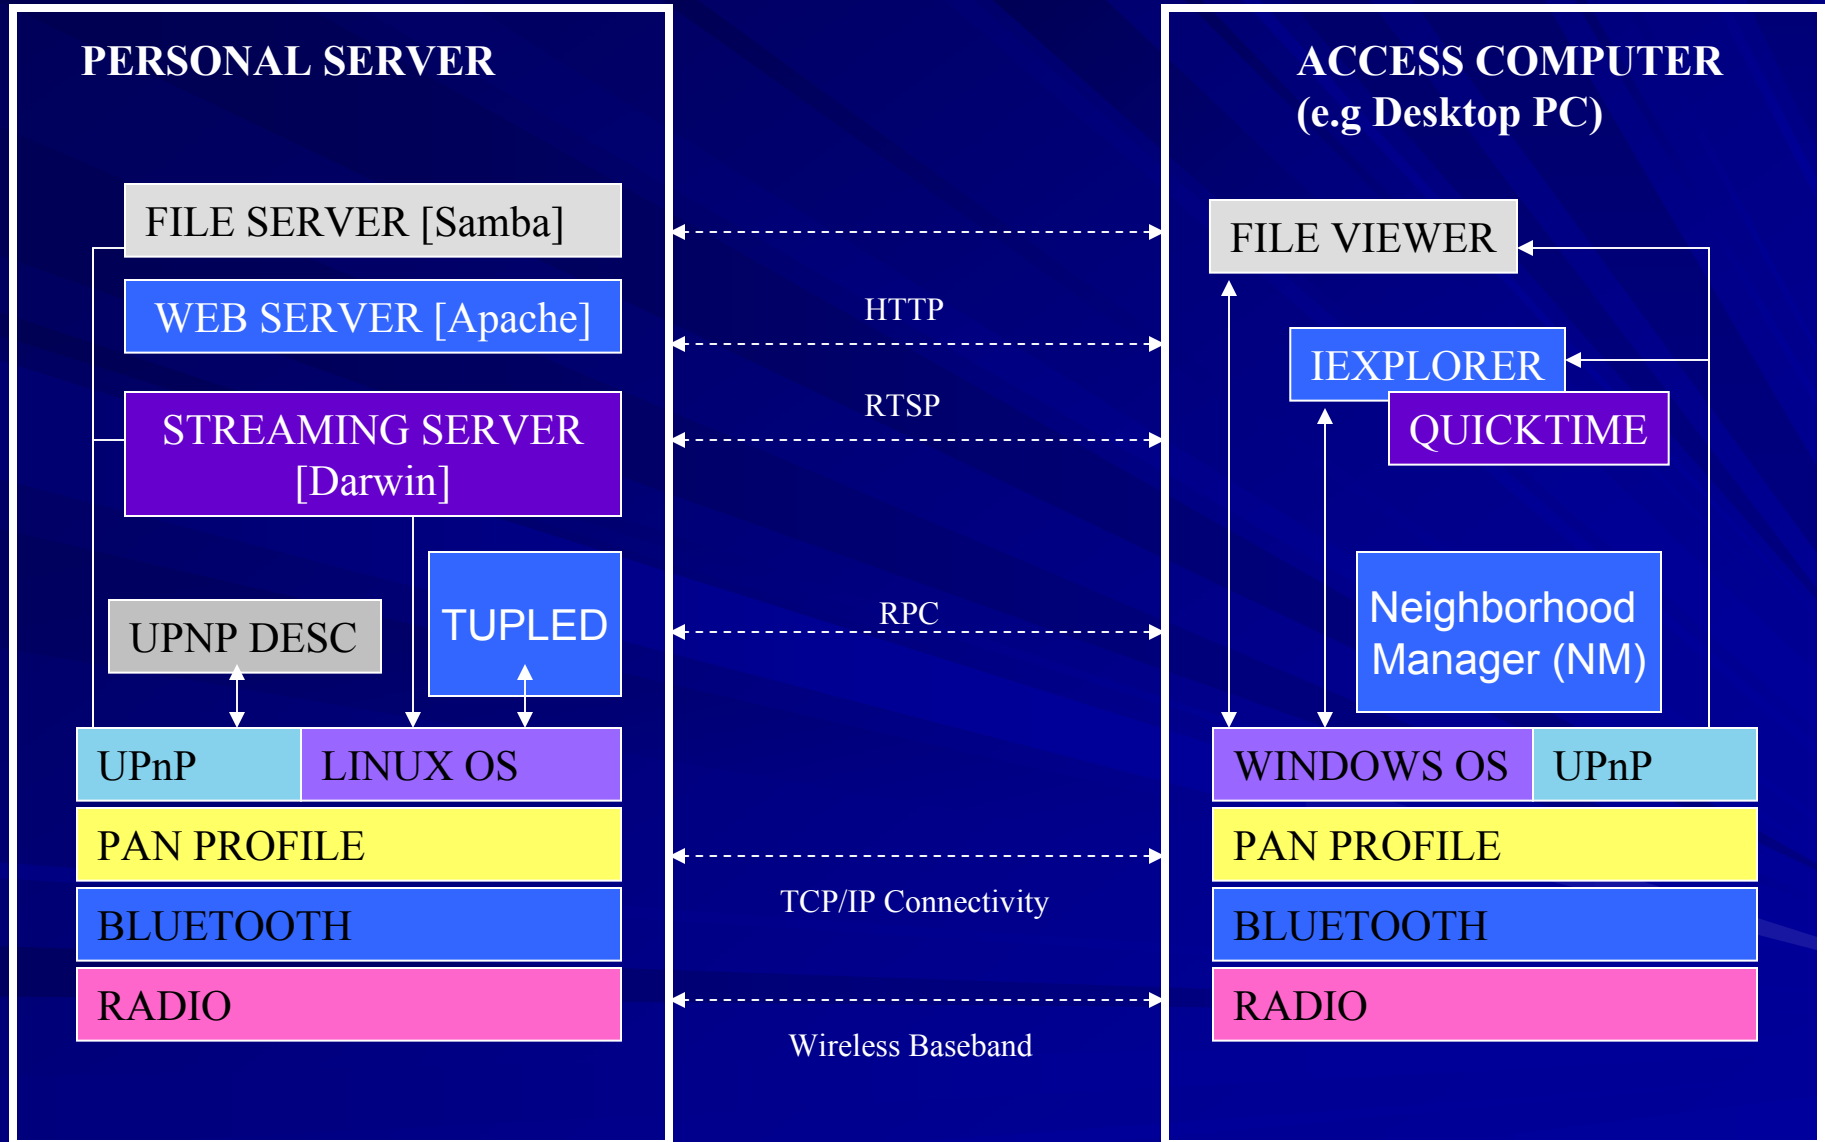 PERSONAL SERVER
FILE SERVER [Samba]
WEB SERVER [Apache]
STREAMING SERVER
[Darwin]
TUPLED
UPNP DESC
UPnP
LINUX OS
PAN PROFILE
BLUETOOTH
RADIO
HTTP
RTSP
RPC
TCP/IP Connectivity
Wireless Baseband
ACCESS COMPUTER
(e.g Desktop PC)
FILE VIEWER
IEXPLORER
QUICKTIME
Neighborhood
Manager (NM)
WINDOWS OS
UPnP
PAN PROFILE
BLUETOOTH
RADIO